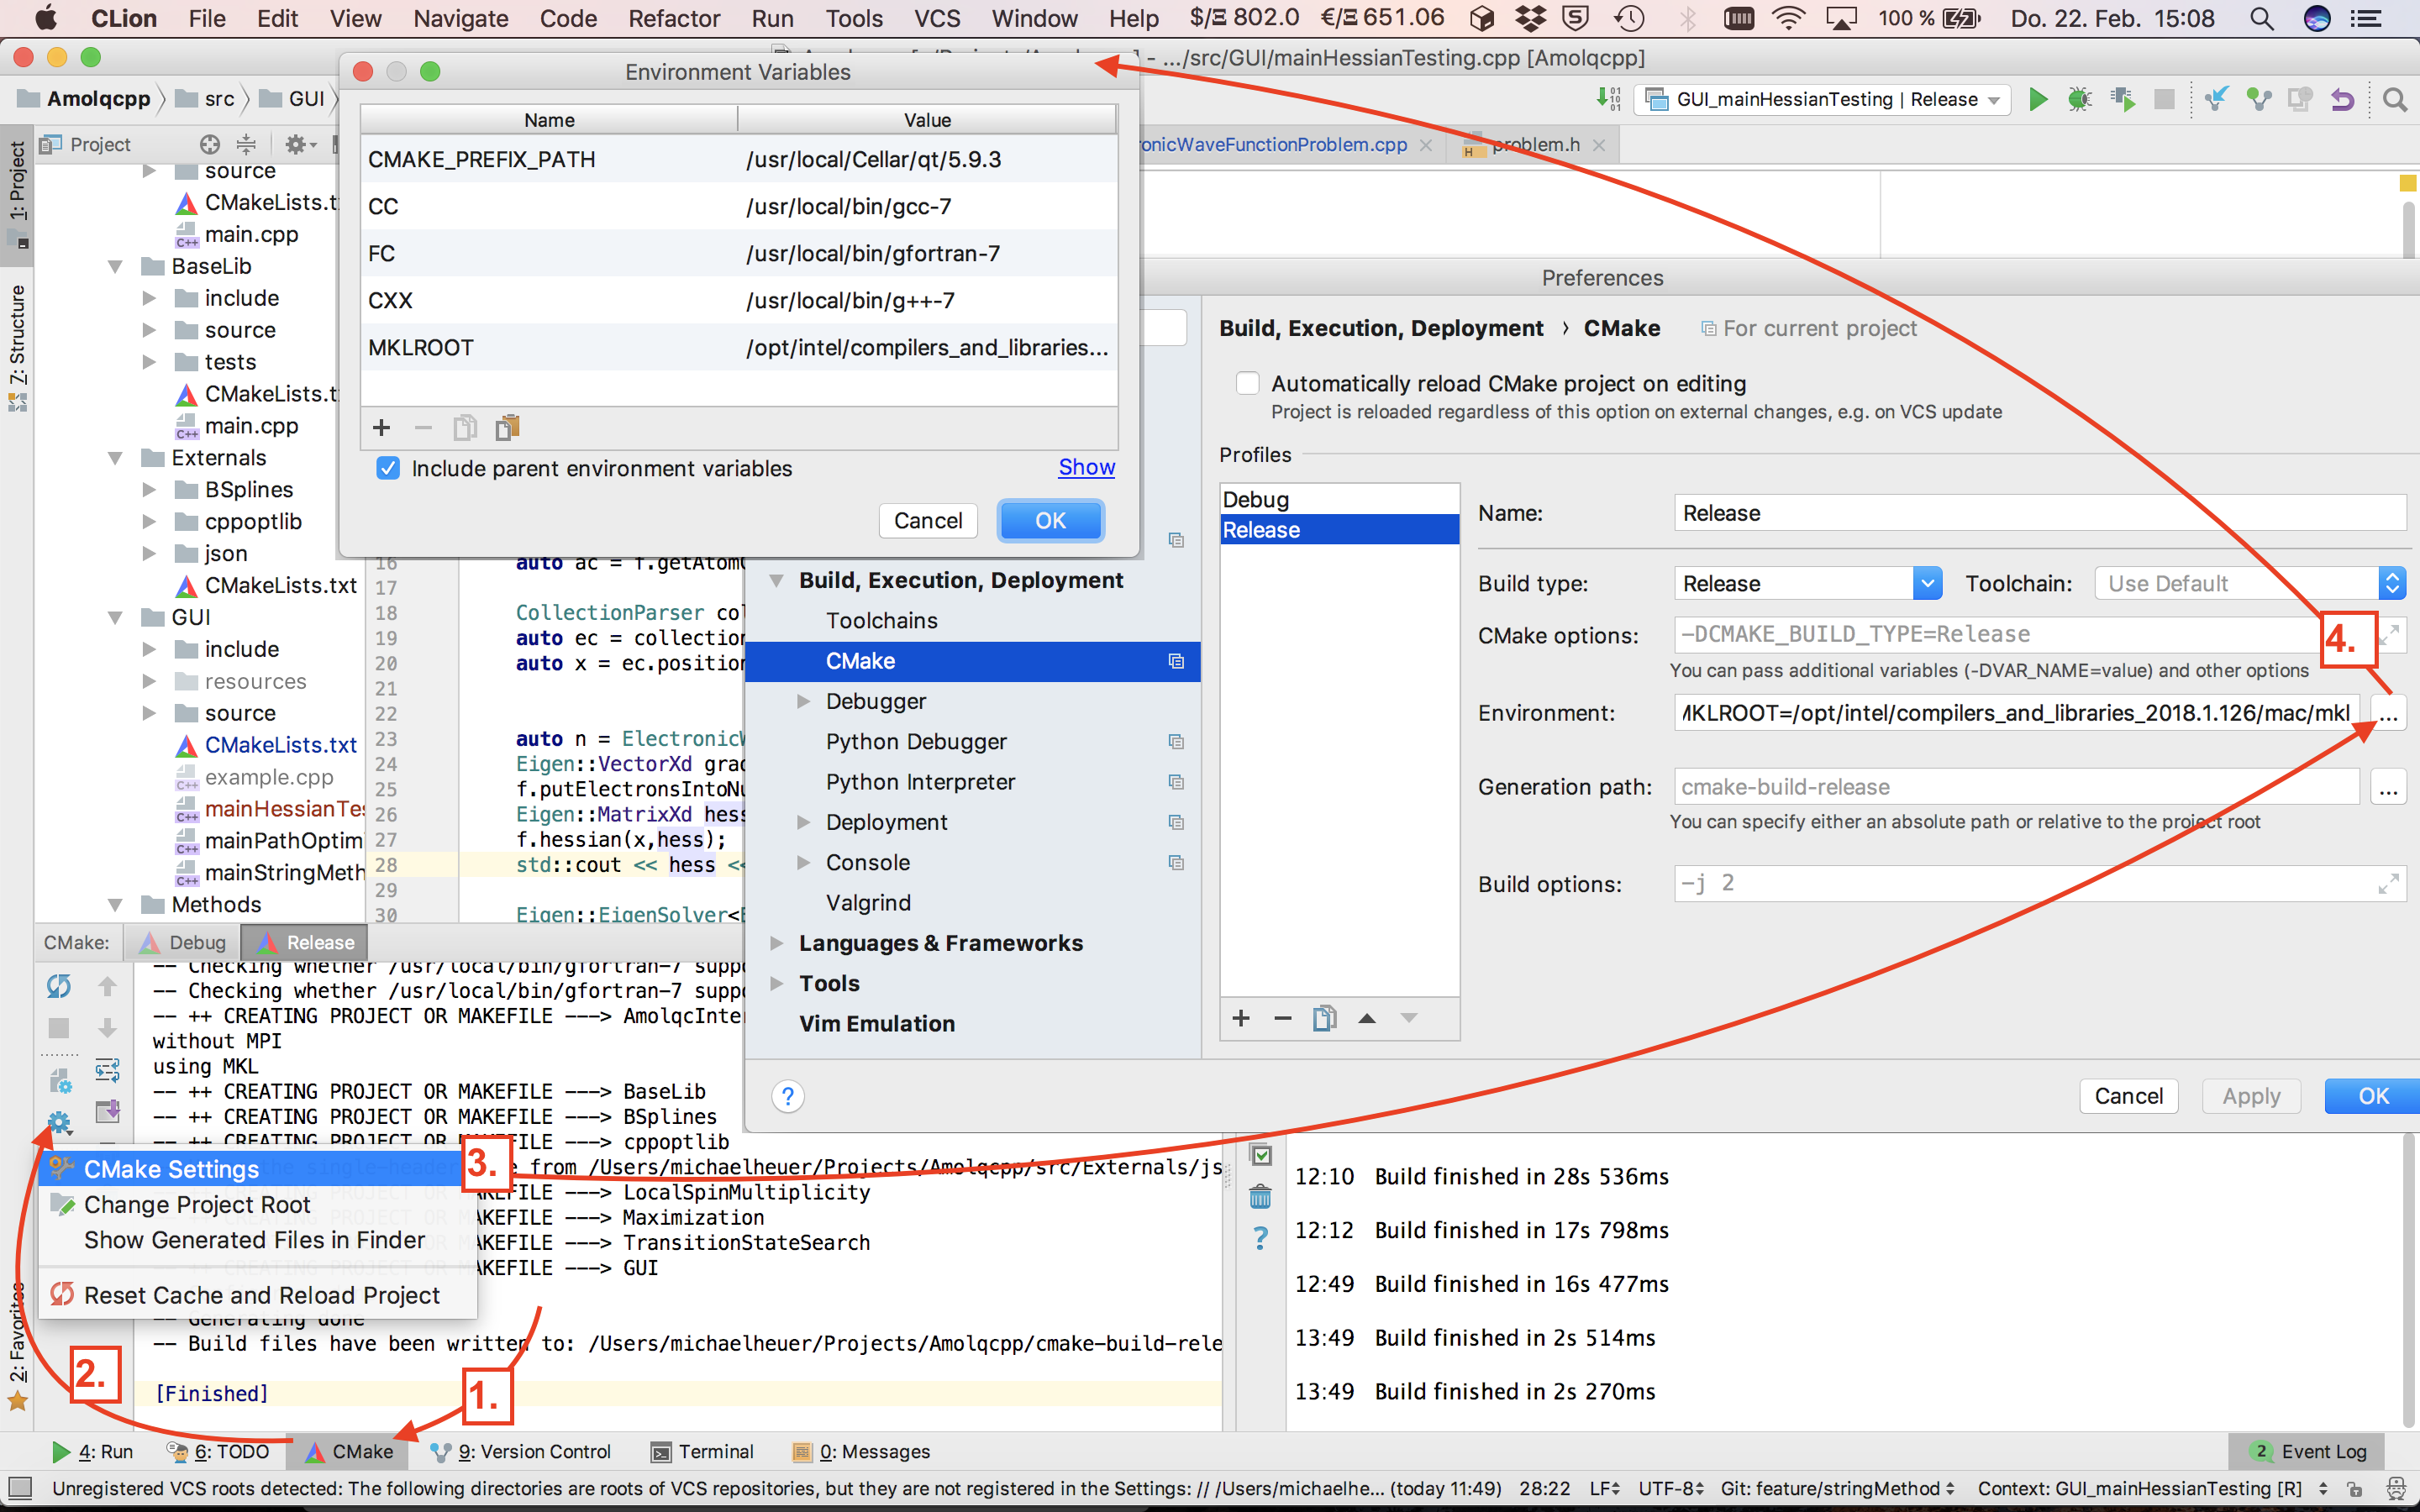 CLion File Edit View Navigate Code Refactor Run Tools VCS Window Help $/Ξ 802.0 €/Ξ 651.06 100 % Do. 22. Feb. 15:08
- .../src/GUI/mainHessianTesting.cpp [Amolqcpp]
Environment Variables
Amolqcpp src GUI
GUI_mainHessianTesting | Release
Name Value
CMAKE_PREFIX_PATH /usr/local/Cellar/qt/5.9.3
CC /usr/local/bin/gcc-7
FC /usr/local/bin/gfortran-7
CXX /usr/local/bin/g++-7
MKLROOT /opt/intel/compilers_and_libraries...
Include parent environment variables Show
Cancel OK
1: Project
7: Structure
2: Favorites
Project
onicWaveFunctionProblem.cpp problem.h
source
CMakeLists.t
main.cpp
BaseLib
include
source
tests
CMakeLists.t
main.cpp
Externals
BSplines
cppoptlib
json
CMakeLists.txt
GUI
include
resources
source
CMakeLists.txt
example.cpp
mainHessianTes
mainPathOptim
mainStringMeth
Methods
16 auto ac = f.getAtomC
17
18 CollectionParser col
19 auto ec = collection
20 auto x = ec.position
21
22
23 auto n = ElectronicW
24 Eigen::VectorXd grad
25 f.putElectronsIntoNu
26 Eigen::MatrixXd hess
27 f.hessian(x,hess);
28 std::cout << hess <<
29
30 Eigen::EigenSolver<E
Preferences
Build, Execution, Deployment
Toolchains
CMake
Debugger
Python Debugger
Python Interpreter
Deployment
Console
Valgrind
Languages & Frameworks
Tools
Vim Emulation
Build, Execution, Deployment › CMake For current project
Automatically reload CMake project on editing
Project is reloaded regardless of this option on external changes, e.g. on VCS update
Profiles
Debug
Release
Name: Release
Build type: Release Toolchain: Use Default
CMake options: -DCMAKE_BUILD_TYPE=Release
4.
You can pass additional variables (-DVAR_NAME=value) and other options
Environment: MKLROOT=/opt/intel/compilers_and_libraries_2018.1.126/mac/mkl ...
Generation path: cmake-build-release ...
You can specify either an absolute path or relative to the project root
Build options: -j 2
? Cancel Apply OK
CMake: Debug Release
-- Checking whether /usr/local/bin/gfortran-7 suppo
-- Checking whether /usr/local/bin/gfortran-7 suppo
-- ++ CREATING PROJECT OR MAKEFILE ---> AmolqcInter
without MPI
using MKL
-- ++ CREATING PROJECT OR MAKEFILE ---> BaseLib
-- ++ CREATING PROJECT OR MAKEFILE ---> BSplines
-- ++ CREATING PROJECT OR MAKEFILE ---> cppoptlib
from /Users/michaelheuer/Projects/Amolqcpp/src/Externals/js
AKEFILE ---> LocalSpinMultiplicity
AKEFILE ---> Maximization
AKEFILE ---> TransitionStateSearch
AKEFILE ---> GUI
-- Generating done
-- Build files have been written to: /Users/michaelheuer/Projects/Amolqcpp/cmake-build-rele
[Finished]
CMake Settings
3.
Change Project Root
Show Generated Files in Finder
Reset Cache and Reload Project
2.
1.
12:10 Build finished in 28s 536ms
12:12 Build finished in 17s 798ms
12:49 Build finished in 16s 477ms
13:49 Build finished in 2s 514ms
13:49 Build finished in 2s 270ms
4: Run 6: TODO CMake 9: Version Control Terminal 0: Messages 2 Event Log
Unregistered VCS roots detected: The following directories are roots of VCS repositories, but they are not registered in the Settings: // /Users/michaelhe... (today 11:49) 28:22 LF UTF-8 Git: feature/stringMethod Context: GUI_mainHessianTesting [R]